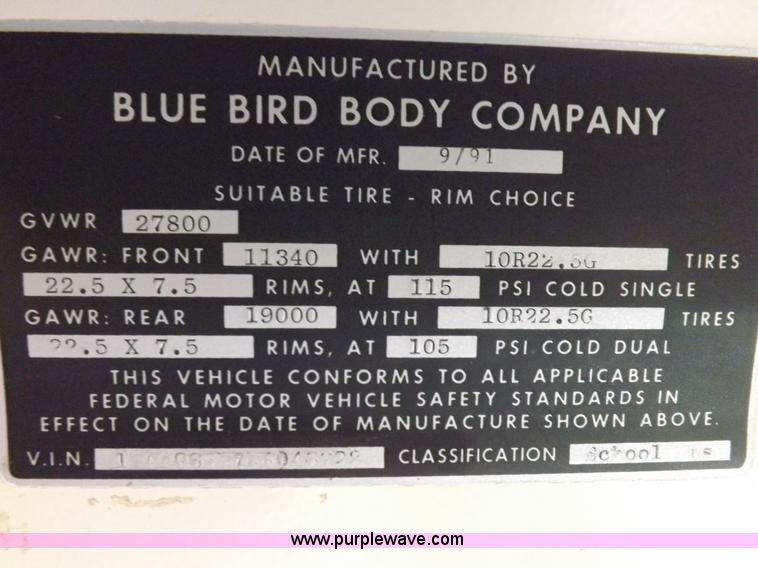 MANUFACTURED BY
BLUE BIRD BODY COMPANY
DATE OF MFR. 9/91
SUITABLE TIRE - RIM CHOICE
GVWR 27800
GAWR: FRONT 11340 WITH 10R22.5G TIRES
22.5 X 7.5 RIMS, AT 115 PSI COLD SINGLE
GAWR: REAR 19000 WITH 10R22.5G TIRES
22.5 X 7.5 RIMS, AT 105 PSI COLD DUAL
THIS VEHICLE CONFORMS TO ALL APPLICABLE
FEDERAL MOTOR VEHICLE SAFETY STANDARDS IN
EFFECT ON THE DATE OF MANUFACTURE SHOWN ABOVE.
V.I.N. CLASSIFICATION School
www.purplewave.com